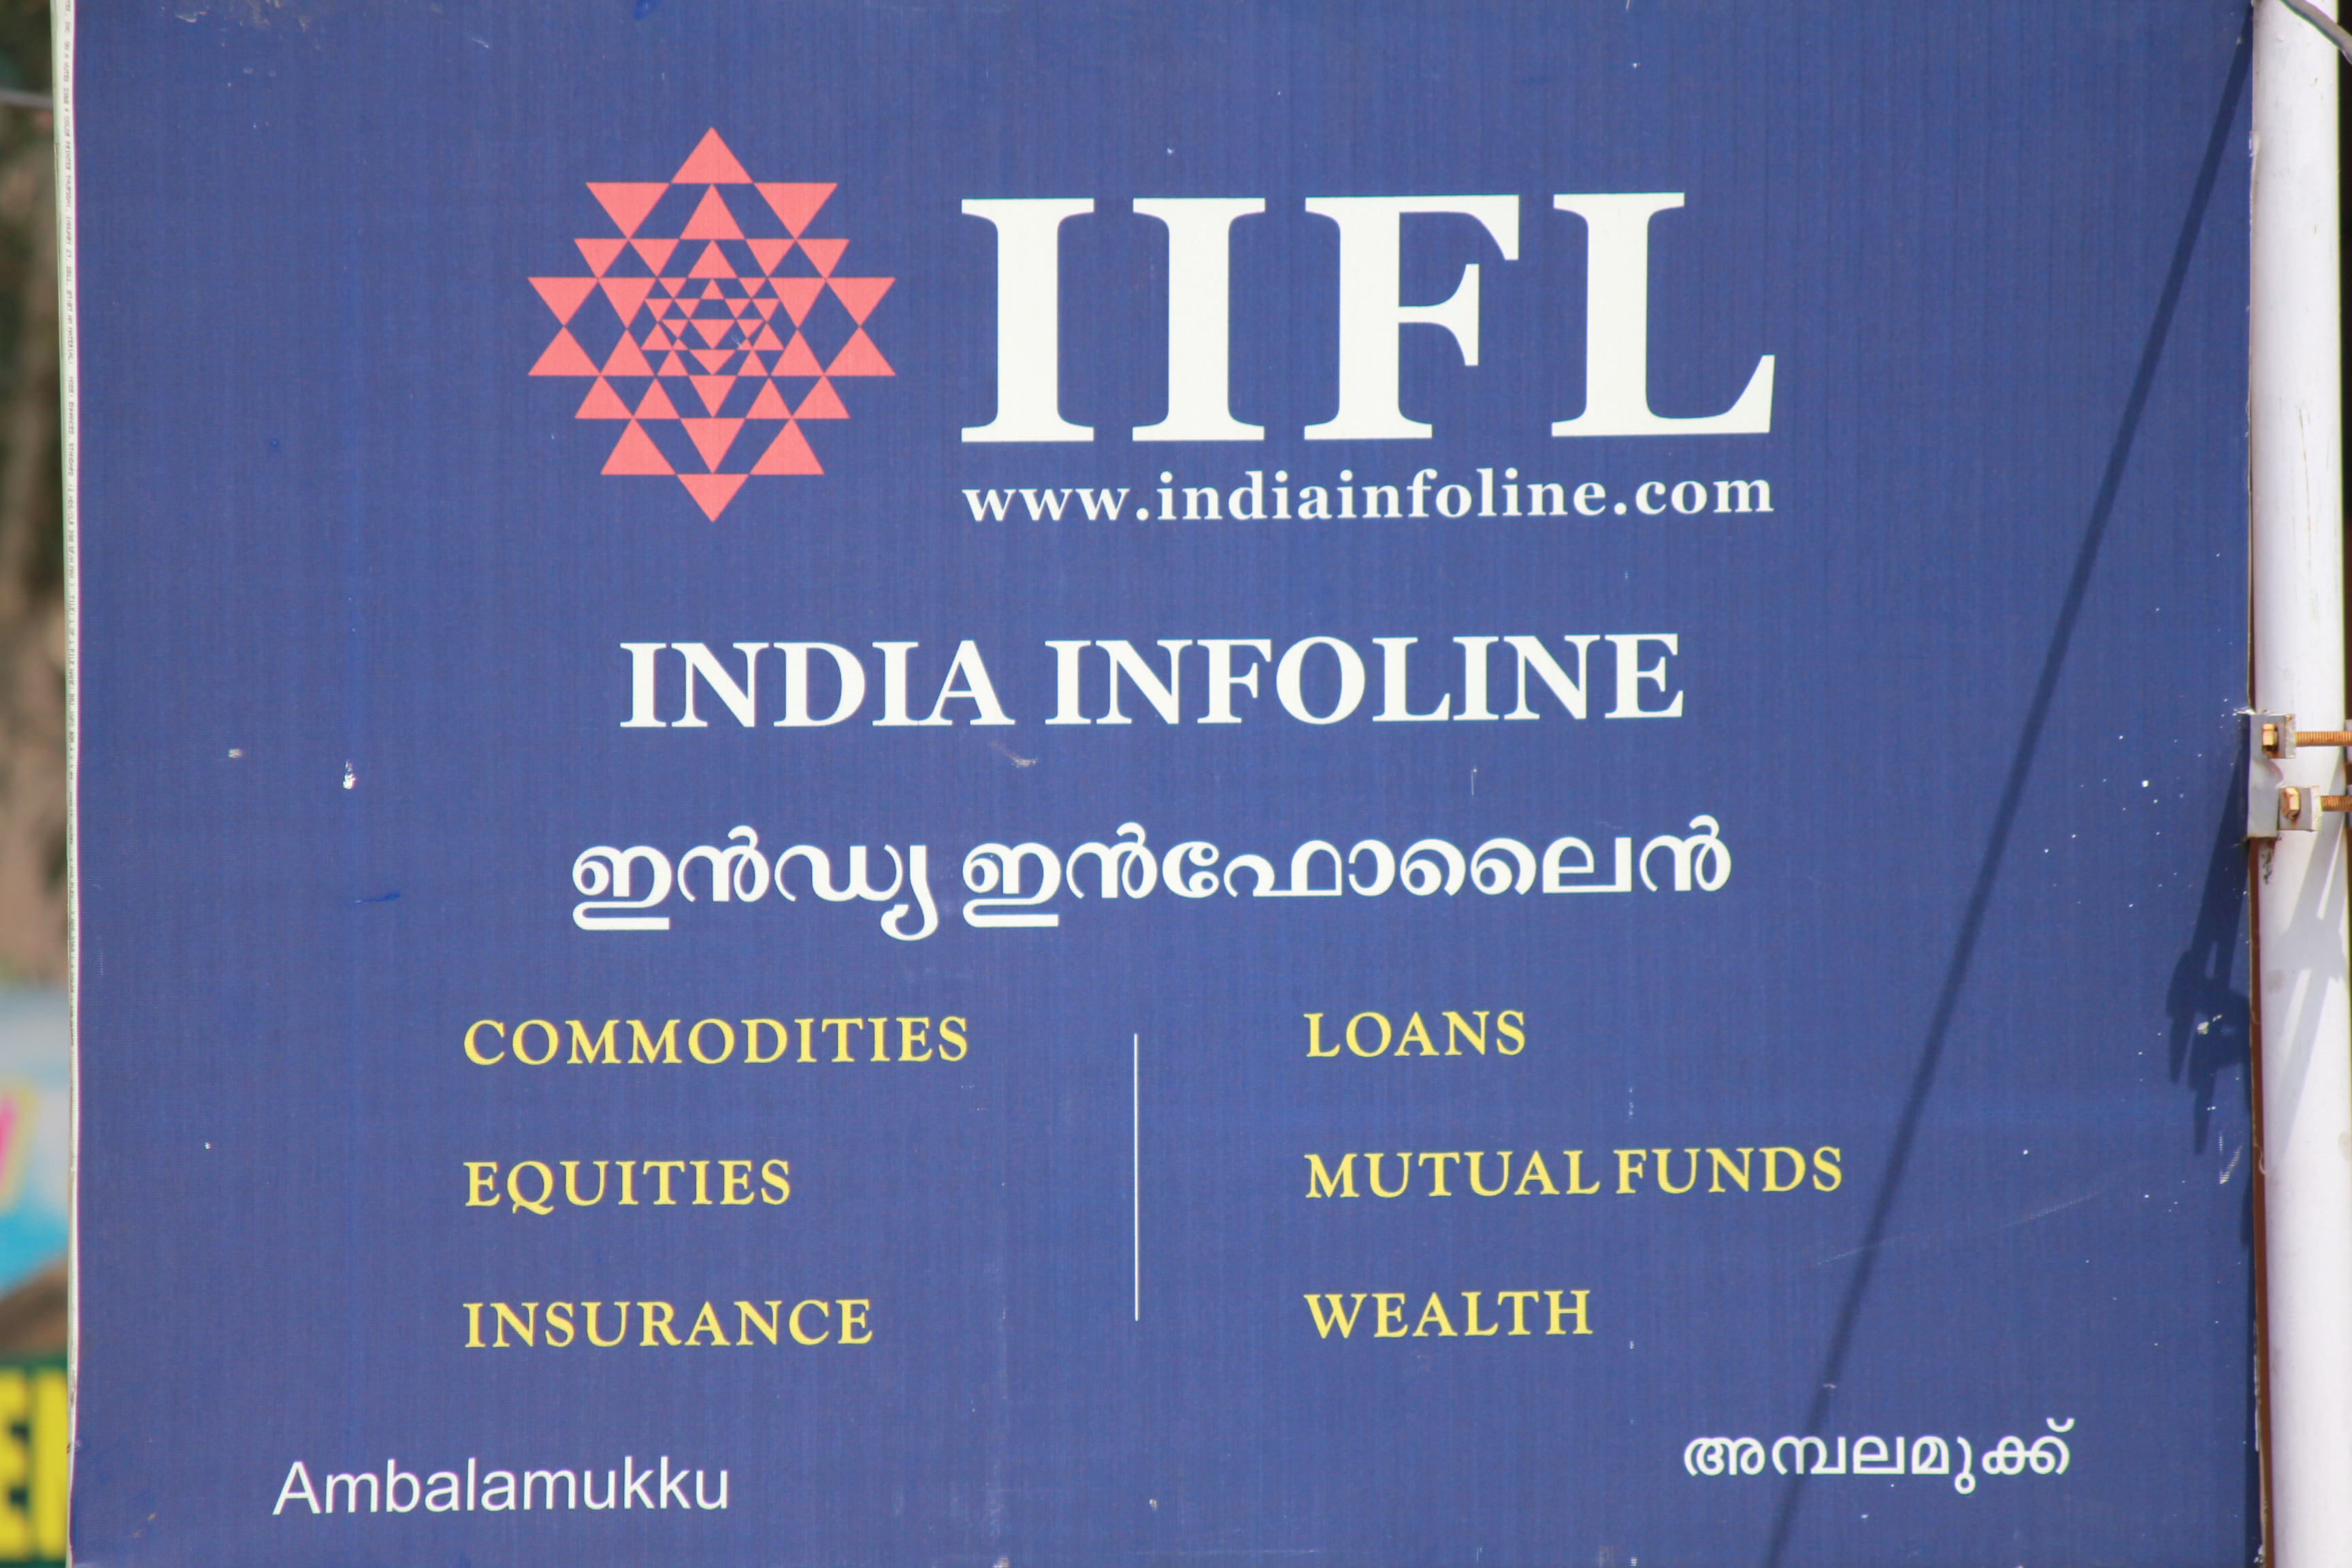 IIFL
www.indiainfoline.com
INDIA INFOLINE
ഇൻഡ്യ ഇൻഫോലൈൻ
COMMODITIES
EQUITIES
INSURANCE
LOANS
MUTUAL FUNDS
WEALTH
Ambalamukku
അമ്പലമുക്ക്